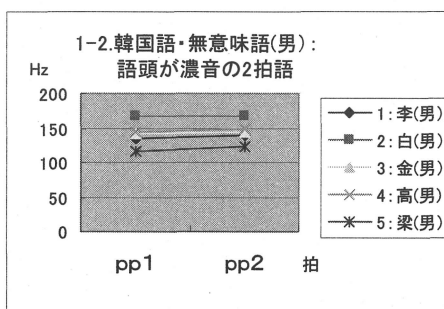 1-2.韓国語・無意味語(男):
語頭が濃音の2拍語
Hz
200
150
100
50
0
pp1 pp2 拍
1:李(男)
2:白(男)
3:金(男)
4:高(男)
5:梁(男)